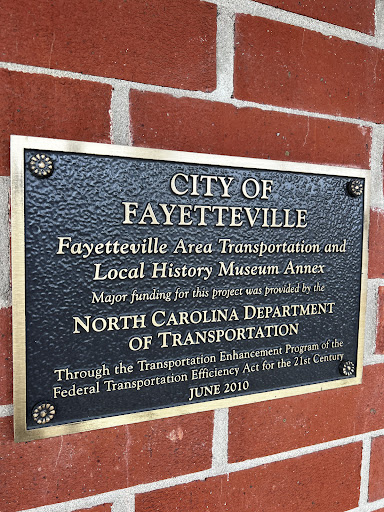 CITY OF
FAYETTEVILLE
Fayetteville Area Transportation and
Local History Museum Annex
Major funding for this project was provided by the
NORTH CAROLINA DEPARTMENT
OF TRANSPORTATION
Through the Transportation Enhancement Program of the
Federal Transportation Efficiency Act for the 21st Century
JUNE 2010